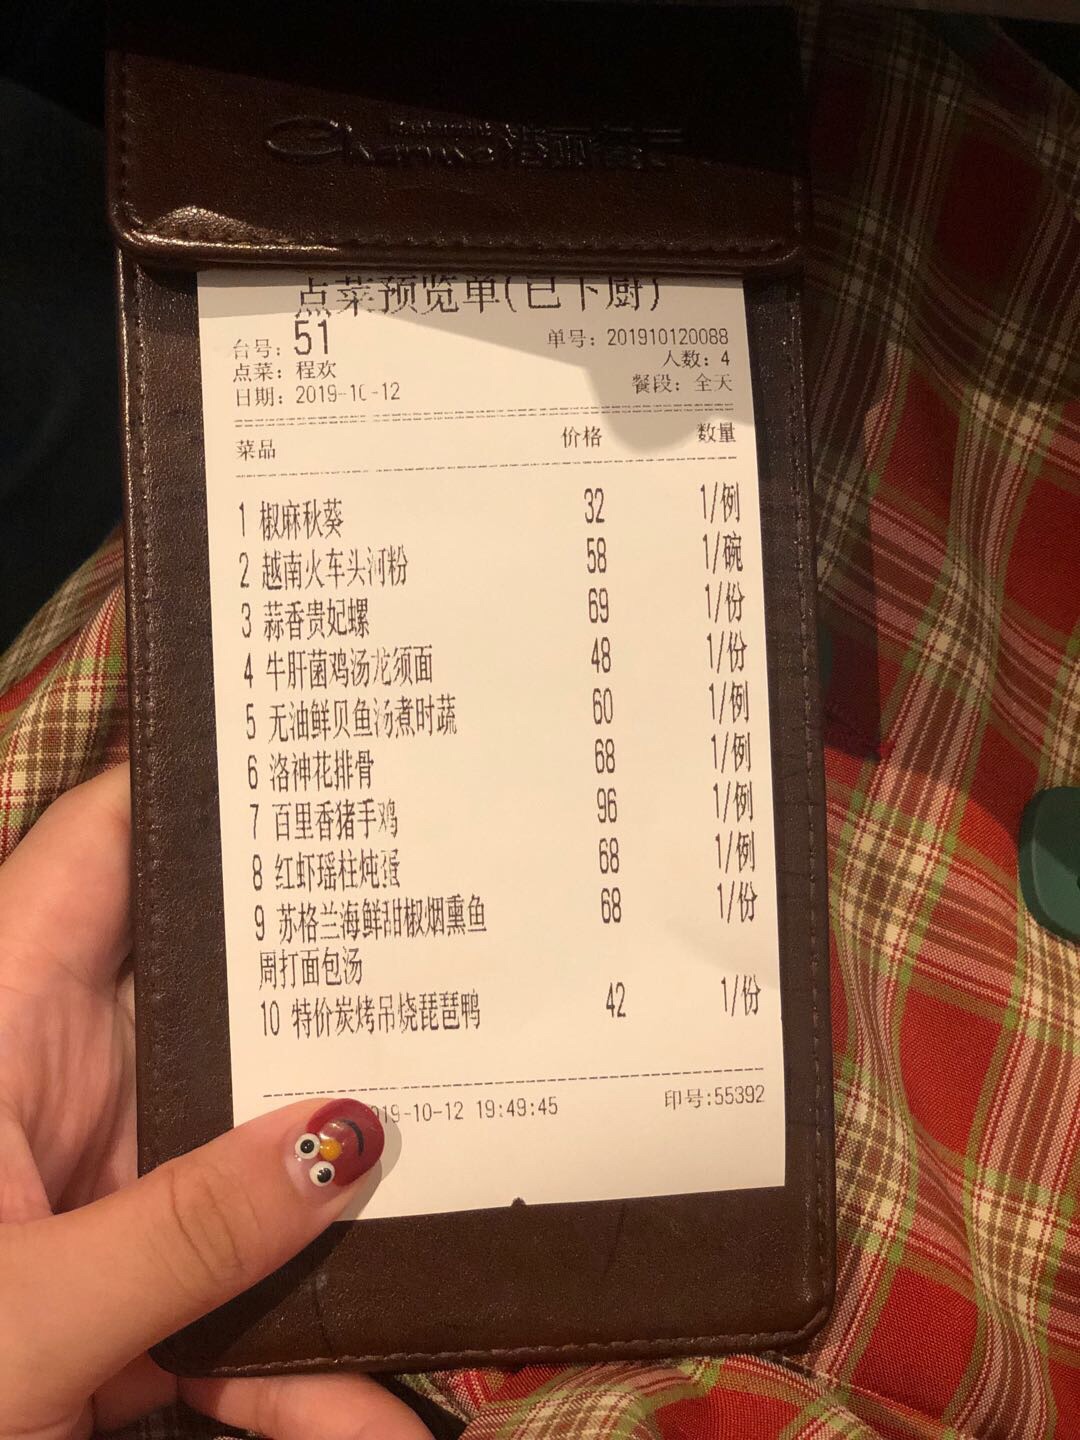 点菜预览单(已下厨)
台号: 51
单号: 201910120088
点菜: 程欢
人数: 4
日期: 2019-10-12
餐段: 全天
菜品 价格 数量
1 椒麻秋葵 32 1/例
2 越南火车头河粉 58 1/碗
3 蒜香贵妃螺 69 1/份
4 牛肝菌鸡汤龙须面 48 1/份
5 无油鲜贝鱼汤煮时蔬 60 1/例
6 洛神花排骨 68 1/例
7 百里香猪手鸡 96 1/例
8 红虾瑶柱炖蛋 68 1/例
9 苏格兰海鲜甜椒烟熏鱼 68 1/份
周打面包汤
10 特价炭烤吊烧琵琶鸭 42 1/份
019-10-12 19:49:45 印号:55392